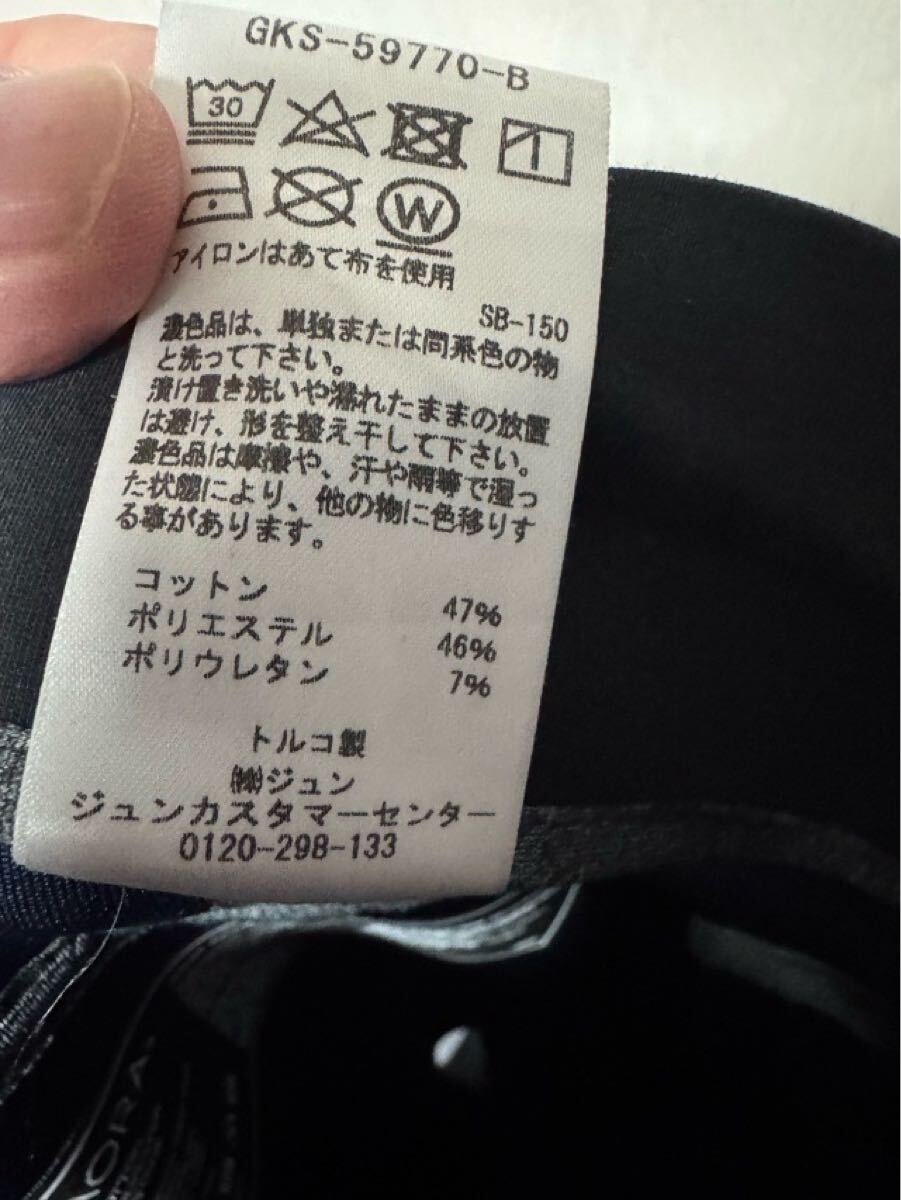 GKS-59770-B
30
W
アイロンはあて布を使用
SB-150
濃色品は、単独または同系色の物
と洗って下さい。
漬け置き洗いや濡れたままの放置
は避け、形を整え干して下さい。
濃色品は摩擦や、汗や雨等で湿っ
た状態により、他の物に色移りす
る事があります。
コットン 47%
ポリエステル 46%
ポリウレタン 7%
トルコ製
㈱ジュン
ジュンカスタマーセンター
0120-298-133